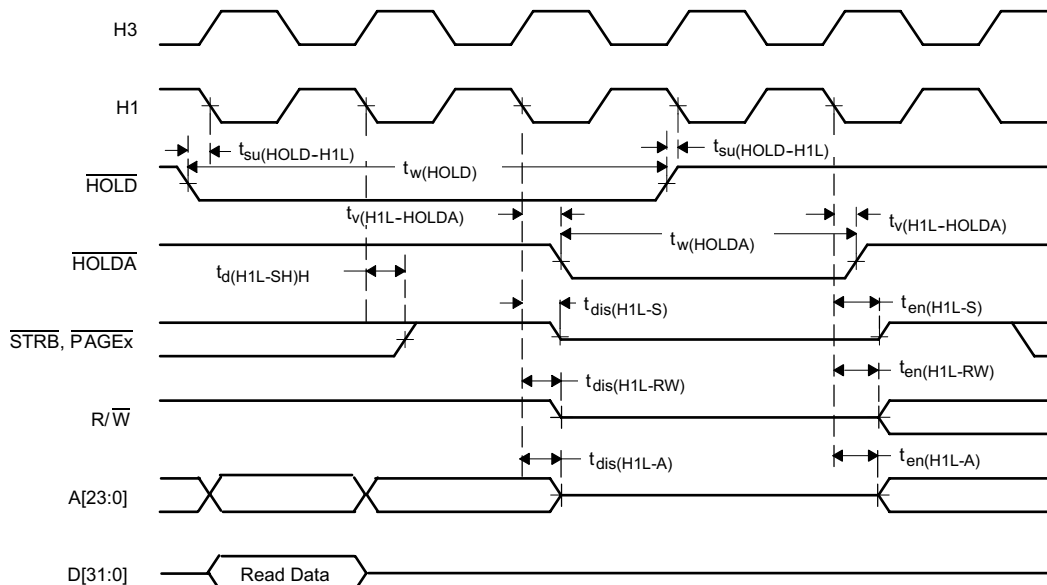 H3
H1
tsu(HOLD-H1L)
tsu(HOLD-H1L)
tw(HOLD)
HOLD
tv(H1L-HOLDA)
tv(H1L-HOLDA)
tw(HOLDA)
HOLDA
td(H1L-SH)H
tdis(H1L-S)
ten(H1L-S)
STRB, PAGEx
tdis(H1L-RW)
ten(H1L-RW)
R/W
tdis(H1L-A)
ten(H1L-A)
A[23:0]
D[31:0]
Read Data